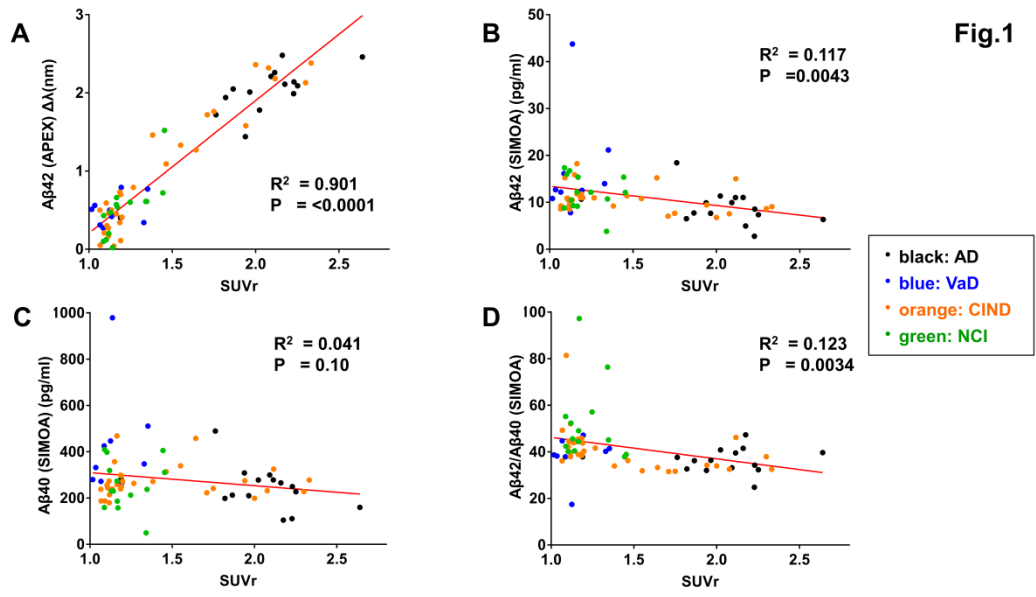 Fig.1
A
Aβ42 (APEX) Δλ(nm)
3
2
1
0
1.0 1.5 2.0 2.5
SUVr
R² = 0.901
P = <0.0001
B
Aβ42 (SIMOA) (pg/ml)
50
40
30
20
10
0
1.0 1.5 2.0 2.5
SUVr
R² = 0.117
P =0.0043
C
Aβ40 (SIMOA) (pg/ml)
1000
800
600
400
200
0
1.0 1.5 2.0 2.5
SUVr
R² = 0.041
P = 0.10
D
Aβ42/Aβ40 (SIMOA)
100
80
60
40
20
0
1.0 1.5 2.0 2.5
SUVr
R² = 0.123
P = 0.0034
black: AD
blue: VaD
orange: CIND
green: NCI